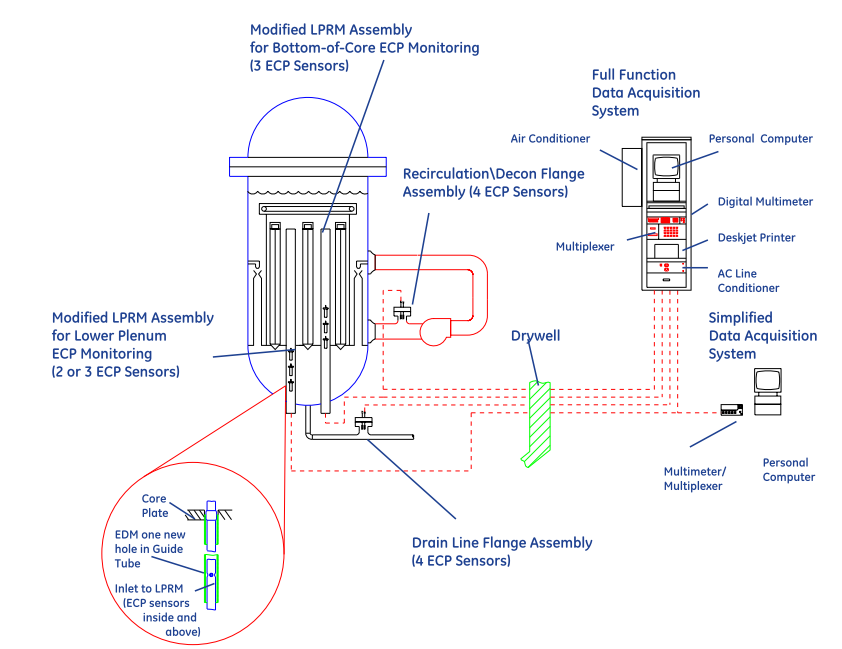 Modified LPRM Assembly
for Bottom-of-Core ECP Monitoring
(3 ECP Sensors)
Full Function
Data Acquisition
System
Air Conditioner
Personal Computer
Recirculation\Decon Flange
Assembly (4 ECP Sensors)
Digital Multimeter
Multiplexer
Deskjet Printer
AC Line
Conditioner
Modified LPRM Assembly
for Lower Plenum
ECP Monitoring
(2 or 3 ECP Sensors)
Drywell
Simplified
Data Acquisition
System
Multimeter/
Multiplexer
Personal
Computer
Core
Plate
EDM one new
hole in Guide
Tube
Inlet to LPRM
(ECP sensors
inside and
above)
Drain Line Flange Assembly
(4 ECP Sensors)